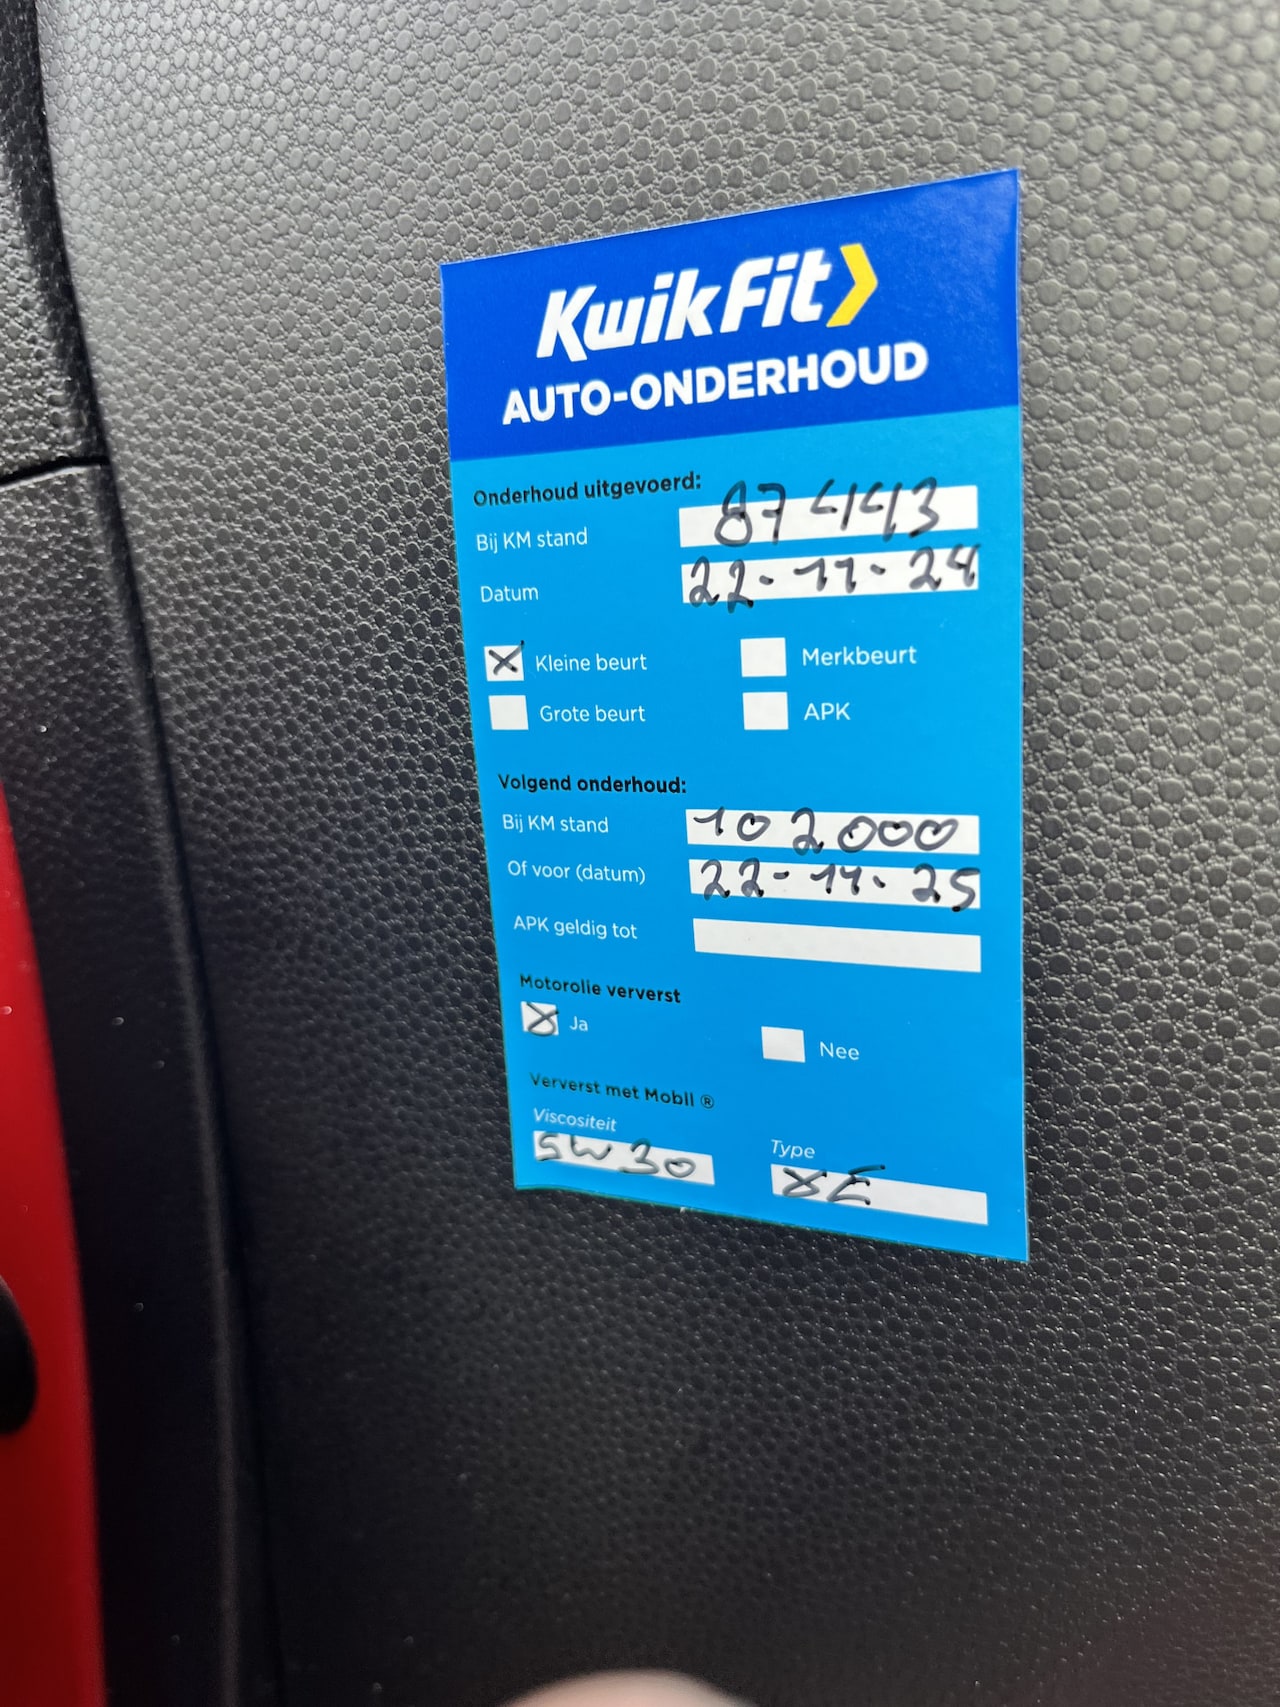 KwikFit
AUTO-ONDERHOUD
Onderhoud uitgevoerd:
Bij KM stand 87443
Datum 22-11-24
X Kleine beurt Merkbeurt
Grote beurt APK
Volgend onderhoud:
Bij KM stand 102000
Of voor (datum) 22-11-25
APK geldig tot
Motorolie ververst
X Ja Nee
Ververst met Mobil ®
Viscositeit Type
5W30 XE